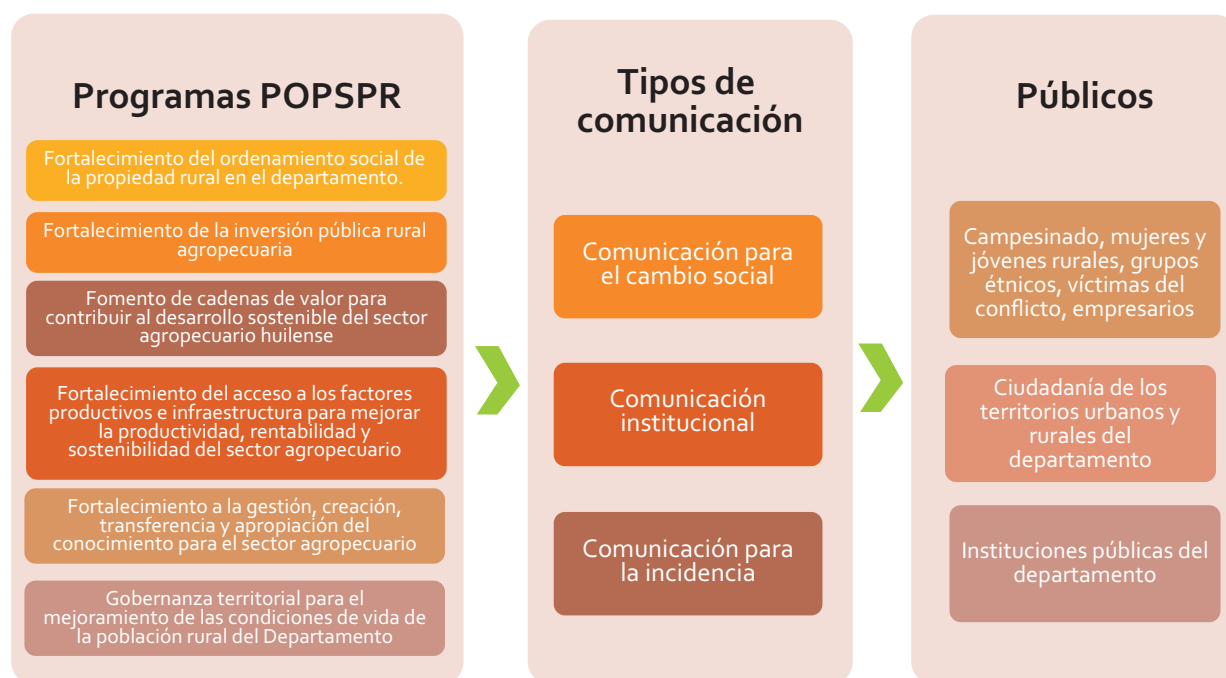 Programas POPSPR
Fortalecimiento del ordenamiento social de
la propiedad rural en el departamento.
Fortalecimiento de la inversión pública rural
agropecuaria
Fomento de cadenas de valor para
contribuir al desarrollo sostenible del sector
agropecuario huilense
Fortalecimiento del acceso a los factores
productivos e infraestructura para mejorar
la productividad, rentabilidad y
sostenibilidad del sector agropecuario
Fortalecimiento a la gestión, creación,
transferencia y apropiación del
conocimiento para el sector agropecuario
Gobernanza territorial para el
mejoramiento de las condiciones de vida de
la población rural del Departamento
Tipos de
comunicación
Comunicación para
el cambio social
Comunicación
institucional
Comunicación para
la incidencia
Públicos
Campesinado, mujeres y
jóvenes rurales, grupos
étnicos, víctimas del
conflicto, empresarios
Ciudadanía de los
territorios urbanos y
rurales del
departamento
Instituciones públicas del
departamento